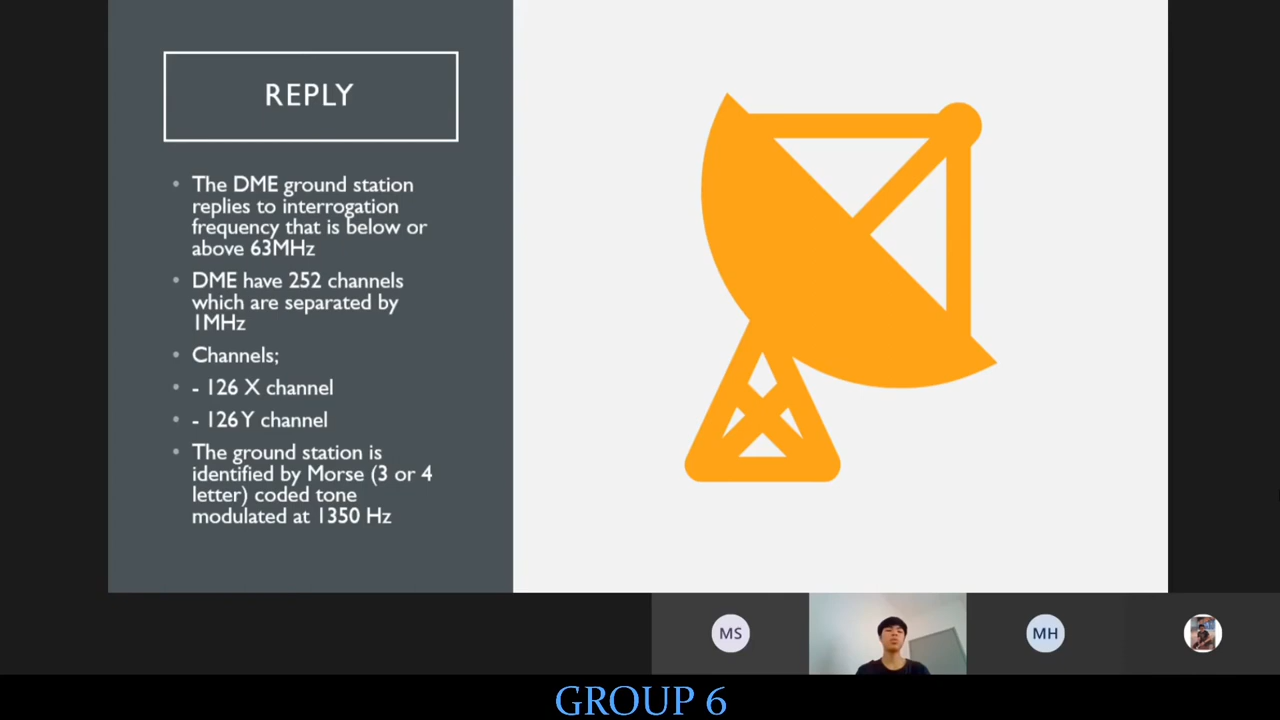 REPLY
• The DME ground station
replies to interrogation
frequency that is below or
above 63MHz
• DME have 252 channels
which are separated by
1MHz
• Channels;
• - 126 X channel
• - 126 Y channel
• The ground station is
identified by Morse (3 or 4
letter) coded tone
modulated at 1350 Hz
MS
MH
GROUP 6